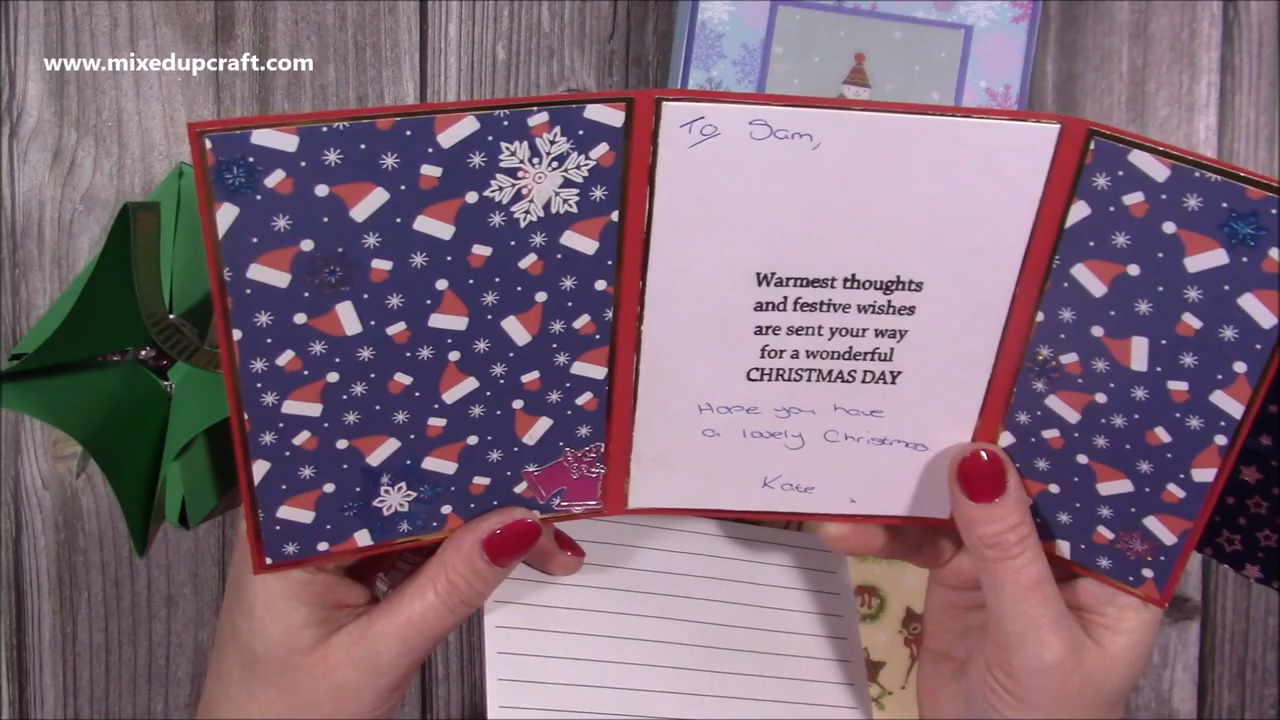 www.mixedupcraft.com
To Sam,
Warmest thoughts
and festive wishes
are sent your way
for a wonderful
CHRISTMAS DAY
Hope you have
a lovely Christmas.
Kate